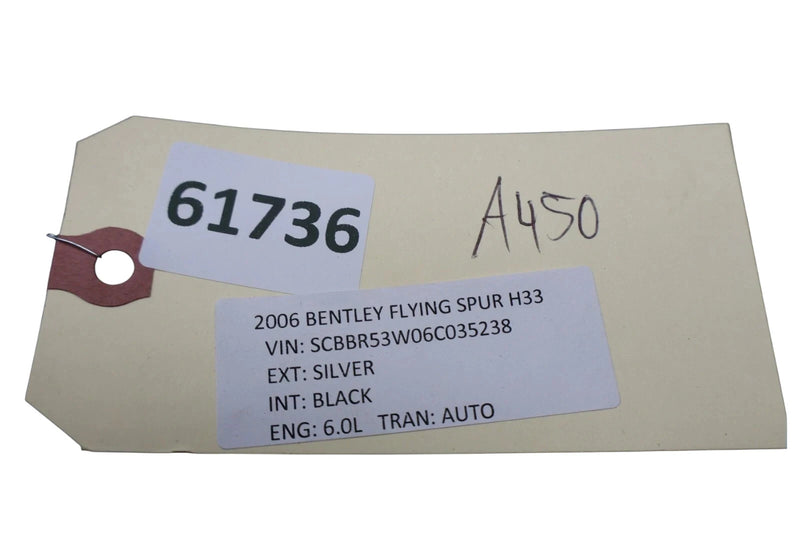 61736
A450
2006 BENTLEY FLYING SPUR H33
VIN: SCBBR53W06C035238
EXT: SILVER
INT: BLACK
ENG: 6.0L TRAN: AUTO